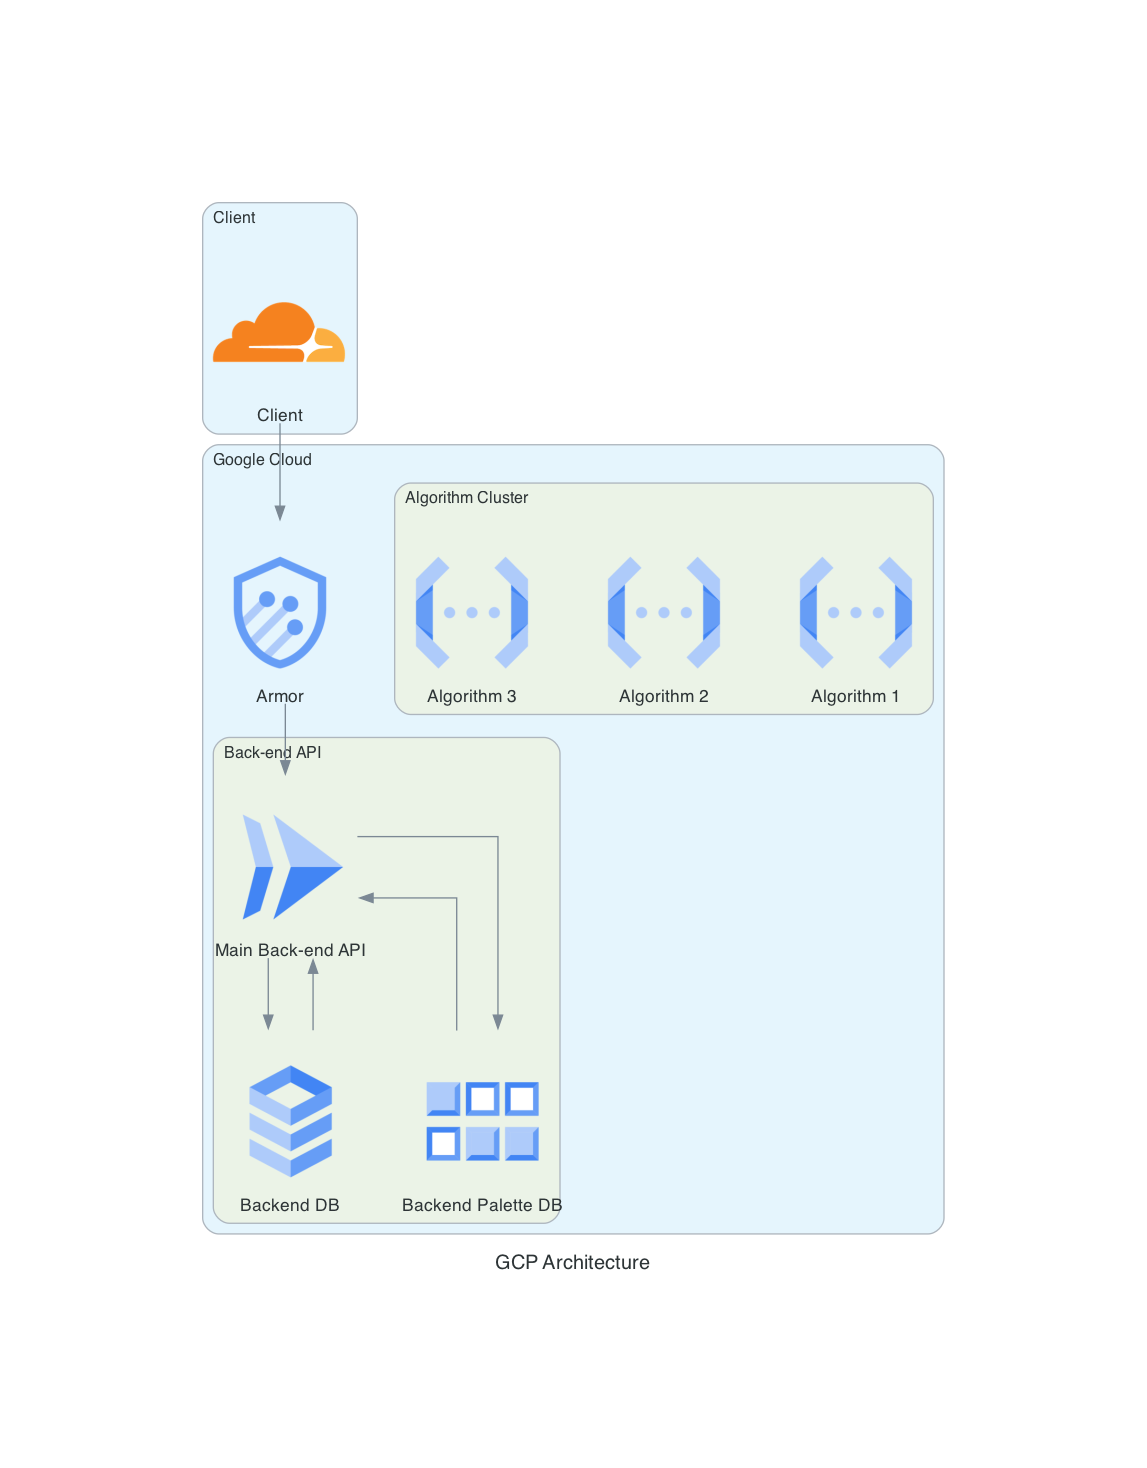 Client
Client
Google Cloud
Algorithm Cluster
Armor
Algorithm 3
Algorithm 2
Algorithm 1
Back-end API
Main Back-end API
Backend DB
Backend Palette DB
GCP Architecture